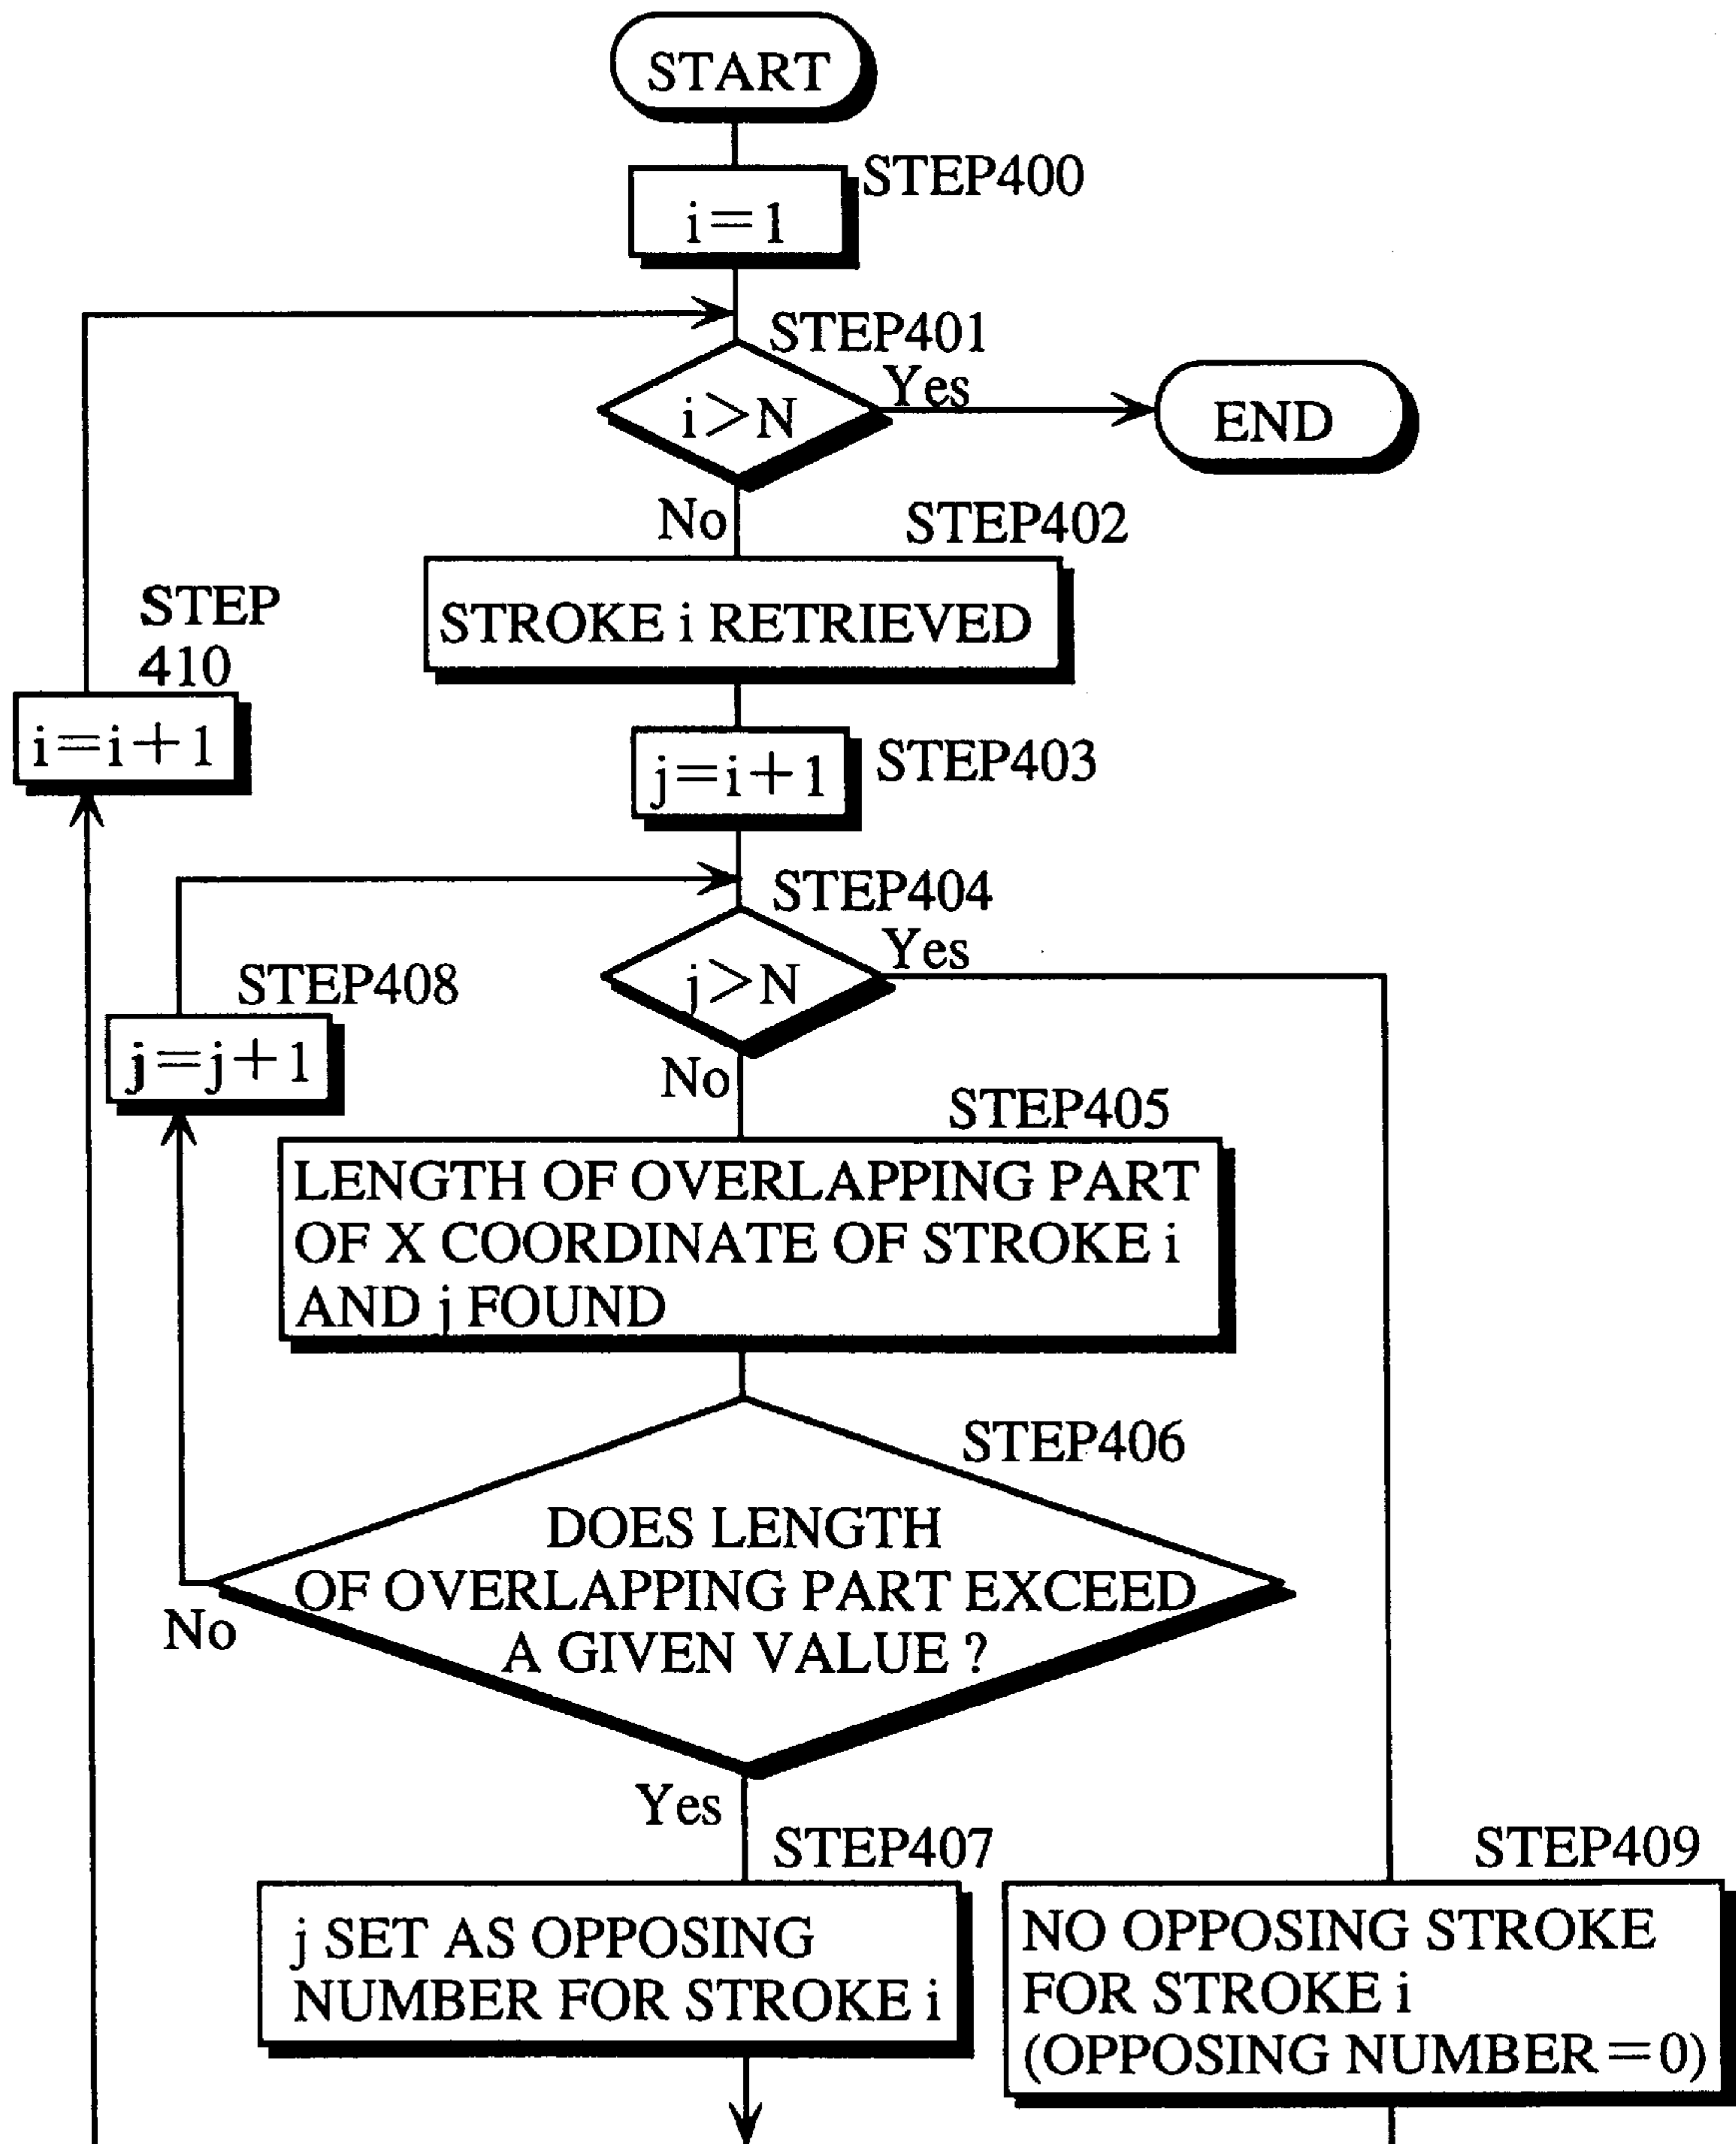 START
STEP400
i=1
STEP401
i>N
Yes
END
No
STEP402
STROKE i RETRIEVED
STEP
410
i=i+1
j=i+1
STEP403
STEP404
j>N
Yes
STEP408
j=j+1
No
STEP405
LENGTH OF OVERLAPPING PART
OF X COORDINATE OF STROKE i
AND j FOUND
STEP406
DOES LENGTH
OF OVERLAPPING PART EXCEED
A GIVEN VALUE ?
No
Yes
STEP407
j SET AS OPPOSING
NUMBER FOR STROKE i
STEP409
NO OPPOSING STROKE
FOR STROKE i
(OPPOSING NUMBER=0)